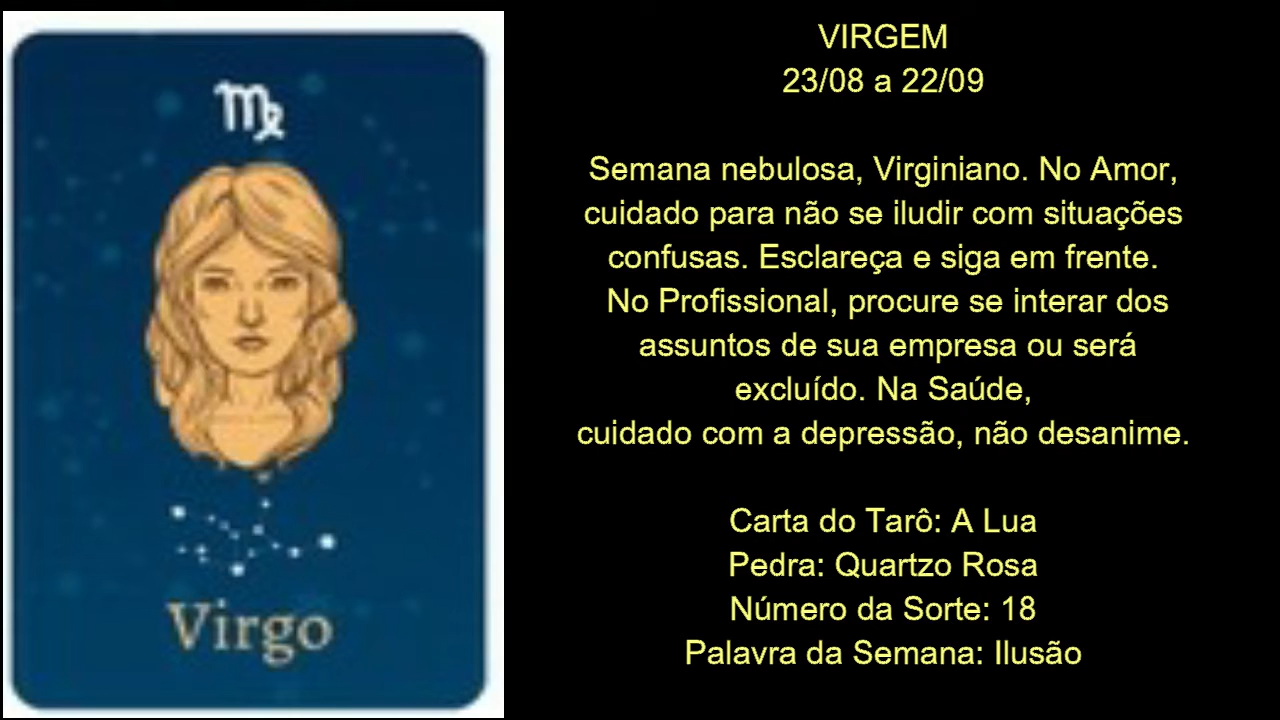 Virgo
VIRGEM
23/08 a 22/09
Semana nebulosa, Virginiano. No Amor,
cuidado para não se iludir com situações
confusas. Esclareça e siga em frente.
No Profissional, procure se interar dos
assuntos de sua empresa ou será
excluído. Na Saúde,
cuidado com a depressão, não desanime.
Carta do Tarô: A Lua
Pedra: Quartzo Rosa
Número da Sorte: 18
Palavra da Semana: Ilusão